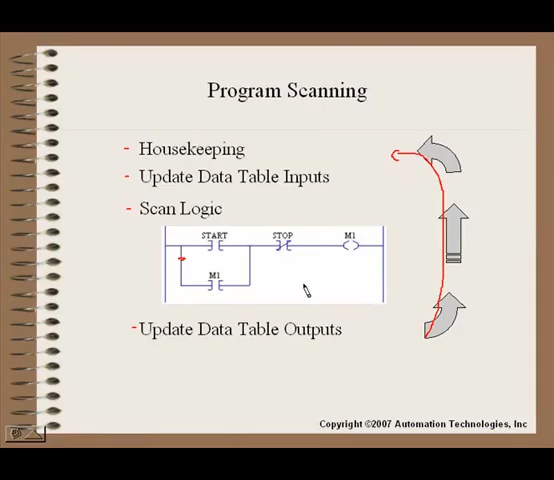 Program Scanning
- Housekeeping
- Update Data Table Inputs
- Scan Logic
START STOP M1
M1
- Update Data Table Outputs
Copyright ©2007 Automation Technologies, Inc